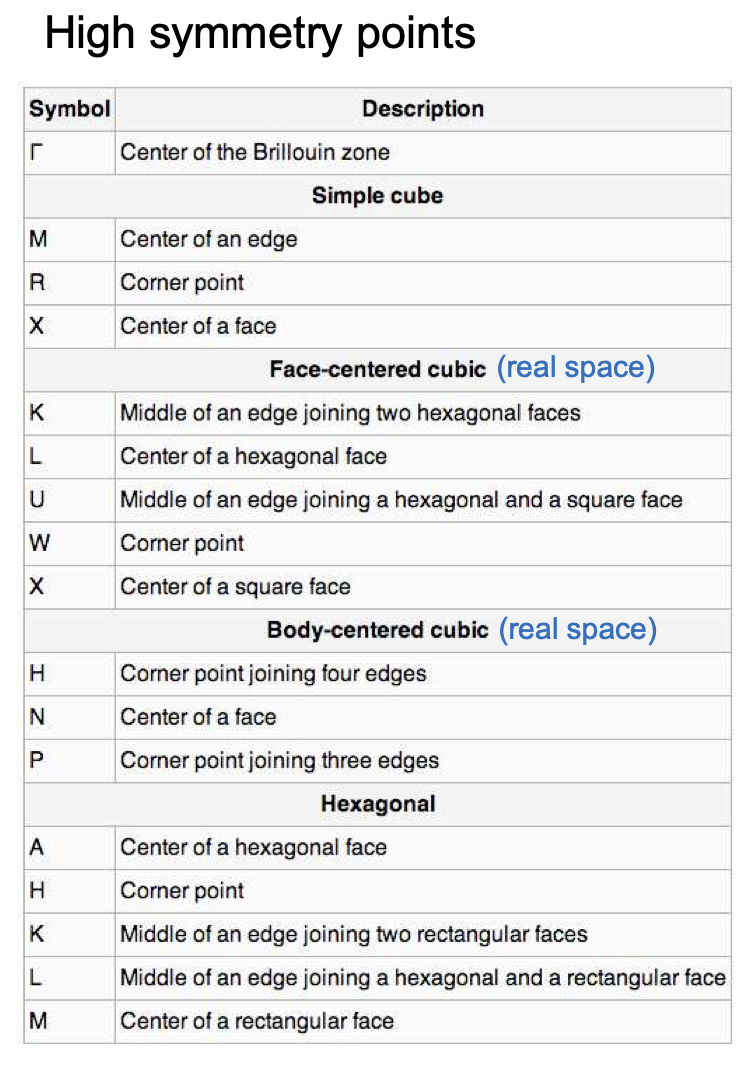 High symmetry points
Symbol Description
Γ Center of the Brillouin zone
Simple cube
M Center of an edge
R Corner point
X Center of a face
Face-centered cubic (real space)
K Middle of an edge joining two hexagonal faces
L Center of a hexagonal face
U Middle of an edge joining a hexagonal and a square face
W Corner point
X Center of a square face
Body-centered cubic (real space)
H Corner point joining four edges
N Center of a face
P Corner point joining three edges
Hexagonal
A Center of a hexagonal face
H Corner point
K Middle of an edge joining two rectangular faces
L Middle of an edge joining a hexagonal and a rectangular face
M Center of a rectangular face